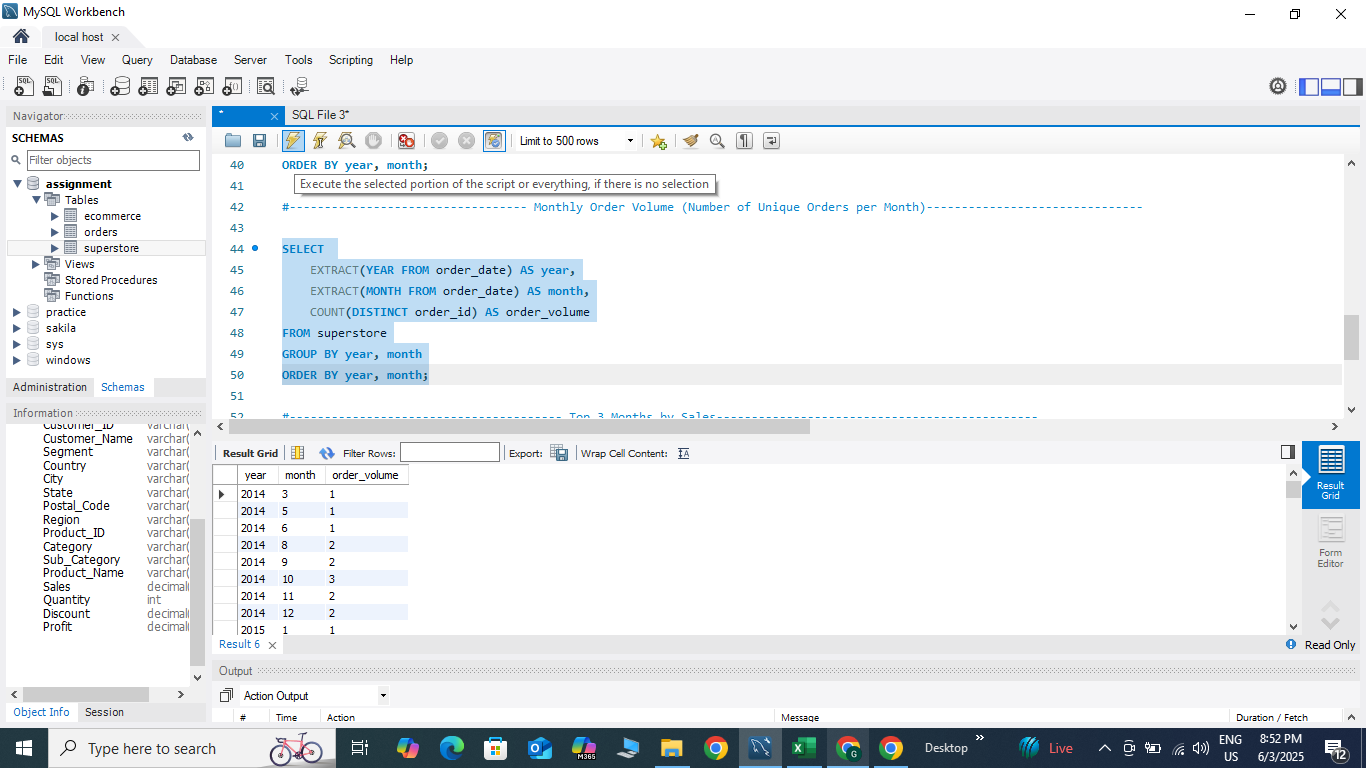 MySQL Workbench
local host
File Edit View Query Database Server Tools Scripting Help
Navigator
SCHEMAS
Filter objects
assignment
Tables
ecommerce
orders
superstore
Views
Stored Procedures
Functions
practice
sakila
sys
windows
Administration Schemas
Information
Customer_ID varchar(
Customer_Name varchar(
Segment varchar(
Country varchar(
City varchar(
State varchar(
Postal_Code varchar(
Region varchar(
Product_ID varchar(
Category varchar(
Sub_Category varchar(
Product_Name varchar(
Sales decimal(
Quantity int
Discount decimal(
Profit decimal(
Object Info Session
* SQL File 3*
Limit to 500 rows
40 ORDER BY year, month;
41 Execute the selected portion of the script or everything, if there is no selection
42 #---------------------------------- Monthly Order Volume (Number of Unique Orders per Month)-------------------------------
43
44 SELECT
45 EXTRACT(YEAR FROM order_date) AS year,
46 EXTRACT(MONTH FROM order_date) AS month,
47 COUNT(DISTINCT order_id) AS order_volume
48 FROM superstore
49 GROUP BY year, month
50 ORDER BY year, month;
51
52 #--------------------------------------- Top 3 Months by Sales----------------------------------------------
Result Grid Filter Rows: Export: Wrap Cell Content:
year month order_volume
2014 3 1
2014 5 1
2014 6 1
2014 8 2
2014 9 2
2014 10 3
2014 11 2
2014 12 2
2015 1 1
Result Grid
Form Editor
Result 6
Read Only
Output
Action Output
# Time Action Message Duration / Fetch
Type here to search
M365
Desktop
Live
ENG
US
8:52 PM
6/3/2025
12